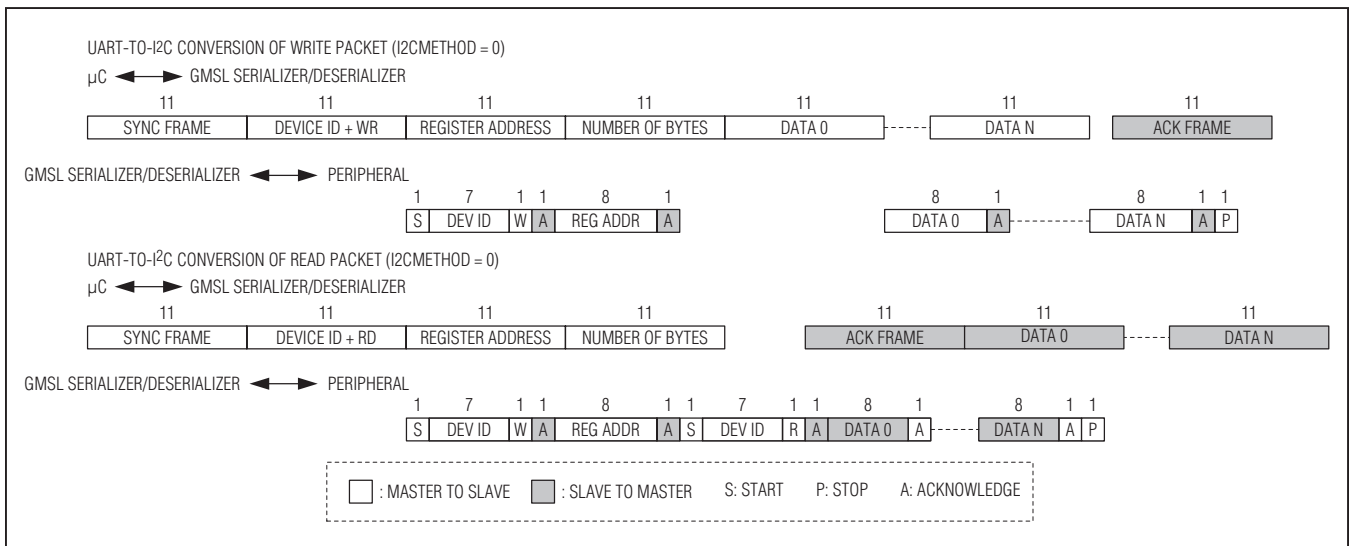 UART-TO-I2C CONVERSION OF WRITE PACKET (I2CMETHOD = 0)
µC GMSL SERIALIZER/DESERIALIZER
11 11 11 11 11 11 11
SYNC FRAME DEVICE ID + WR REGISTER ADDRESS NUMBER OF BYTES DATA 0 DATA N ACK FRAME
GMSL SERIALIZER/DESERIALIZER PERIPHERAL
1 7 1 1 8 1 8 1 8 1 1
S DEV ID W A REG ADDR A DATA 0 A DATA N A P
UART-TO-I2C CONVERSION OF READ PACKET (I2CMETHOD = 0)
µC GMSL SERIALIZER/DESERIALIZER
11 11 11 11 11 11 11
SYNC FRAME DEVICE ID + RD REGISTER ADDRESS NUMBER OF BYTES ACK FRAME DATA 0 DATA N
GMSL SERIALIZER/DESERIALIZER PERIPHERAL
1 7 1 1 8 1 1 7 1 1 8 1 8 1 1
S DEV ID W A REG ADDR A S DEV ID R A DATA 0 A DATA N A P
: MASTER TO SLAVE : SLAVE TO MASTER S: START P: STOP A: ACKNOWLEDGE